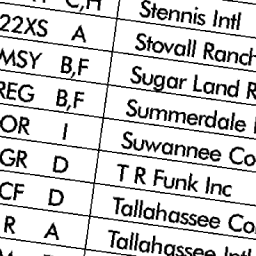 C,H Stennis Intl
22XS A Stovall Ranch
MSY B,F Sugar Land R
REG B,F Summerdale
OR I Suwannee Co
GR D T R Funk Inc
CF D Tallahassee Co
R A Tallahassee Intl